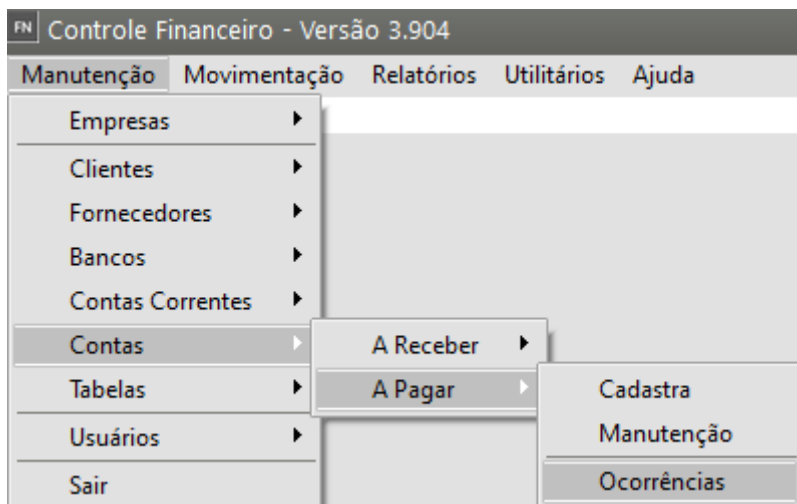 FN Controle Financeiro - Versão 3.904
Manutenção Movimentação Relatórios Utilitários Ajuda
Empresas
Clientes
Fornecedores
Bancos
Contas Correntes
Contas
A Receber
Tabelas
A Pagar
Cadastra
Usuários
Manutenção
Sair
Ocorrências